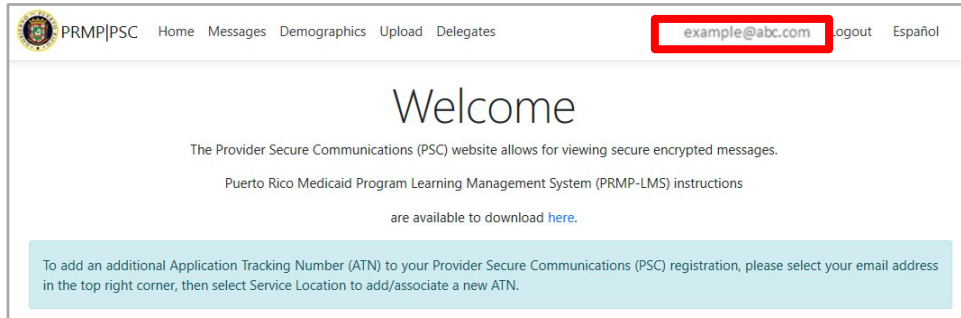 PRMP|PSC Home Messages Demographics Upload Delegates example@abc.com Logout Español
Welcome
The Provider Secure Communications (PSC) website allows for viewing secure encrypted messages.
Puerto Rico Medicaid Program Learning Management System (PRMP-LMS) instructions
are available to download here.
To add an additional Application Tracking Number (ATN) to your Provider Secure Communications (PSC) registration, please select your email address
in the top right corner, then select Service Location to add/associate a new ATN.